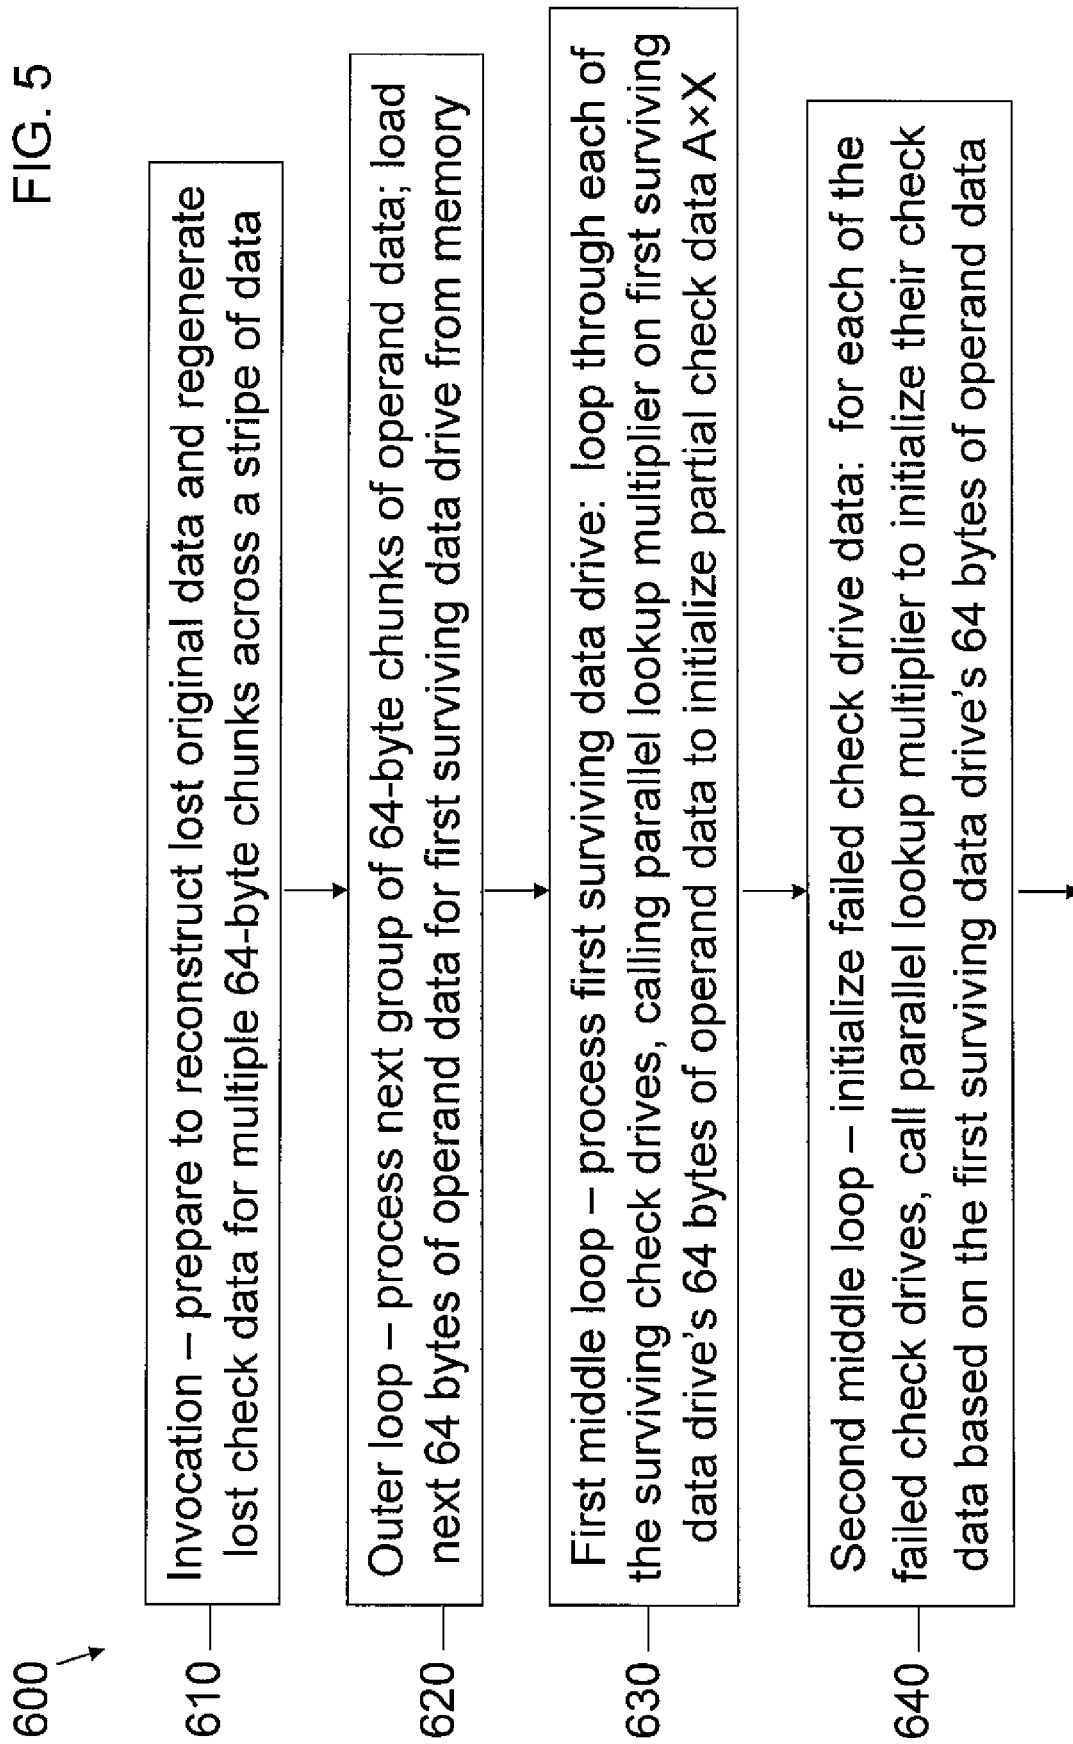 FIG. 5
600
610
Invocation – prepare to reconstruct lost original data and regenerate
lost check data for multiple 64-byte chunks across a stripe of data
620
Outer loop – process next group of 64-byte chunks of operand data; load
next 64 bytes of operand data for first surviving data drive from memory
630
First middle loop – process first surviving data drive: loop through each of
the surviving check drives, calling parallel lookup multiplier on first surviving
data drive's 64 bytes of operand data to initialize partial check data A×X
640
Second middle loop – initialize failed check drive data: for each of the
failed check drives, call parallel lookup multiplier to initialize their check
data based on the first surviving data drive's 64 bytes of operand data